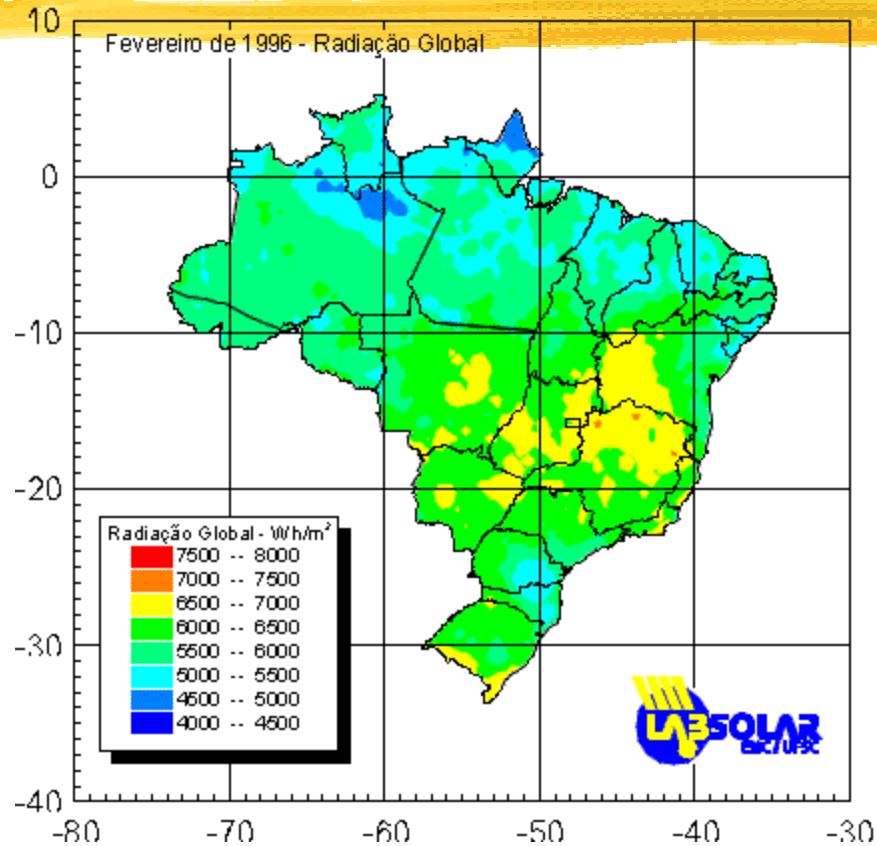 10
Fevereiro de 1996 - Radiação Global
0
-10
-20
Radiação Global - Wh/m²
7500 -- 8000
7000 -- 7500
6500 -- 7000
6000 -- 6500
5500 -- 6000
5000 -- 5500
4500 -- 5000
4000 -- 4500
-30
LABSOLAR
EMC/UFSC
-40
-80 -70 -60 -50 -40 -30